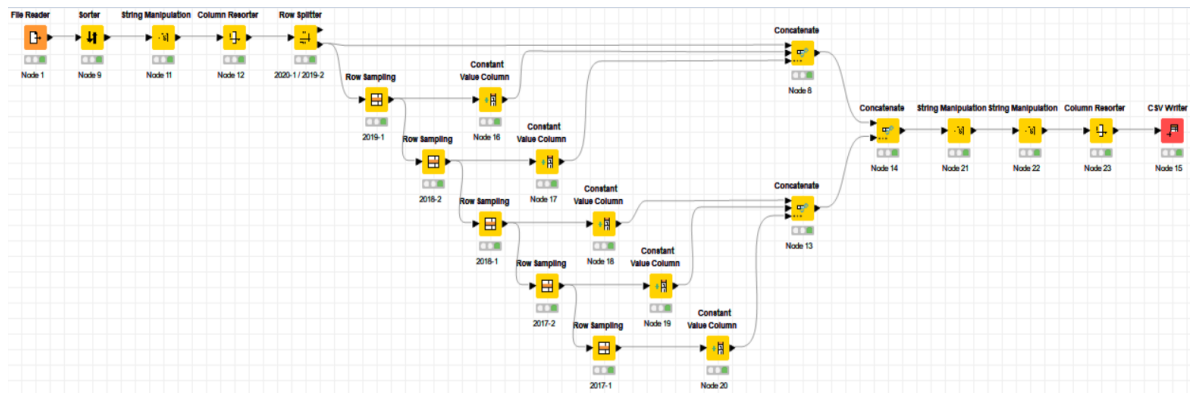 File Reader
Node 1
Sorter
Node 9
String Manipulation
Node 11
Column Resorter
Node 12
Row Splitter
2020-1 / 2019-2
Row Sampling
2019-1
Constant
Value Column
Node 16
Row Sampling
2018-2
Constant
Value Column
Node 17
Row Sampling
2018-1
Constant
Value Column
Node 18
Row Sampling
2017-2
Constant
Value Column
Node 19
Row Sampling
2017-1
Constant
Value Column
Node 20
Concatenate
Concatenate
Node 13
Concatenate
Node 14
String Manipulation
Node 21
String Manipulation
Node 22
Column Resorter
Node 23
CSV Writer
Node 15